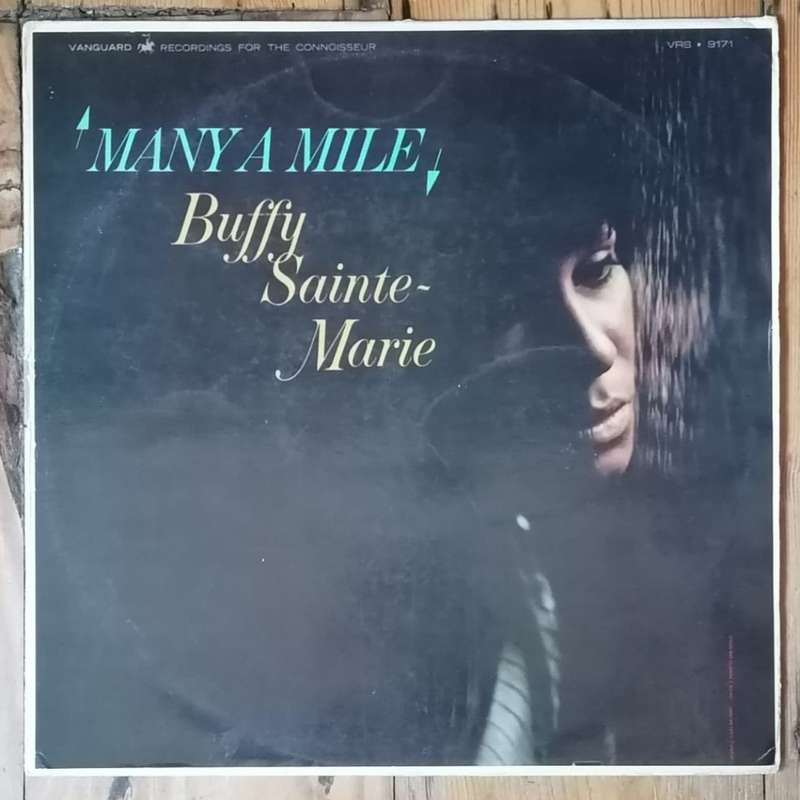 VANGUARD RECORDINGS FOR THE CONNOISSEUR VRS • 9171
MANY A MILE
Buffy
Sainte-
Marie